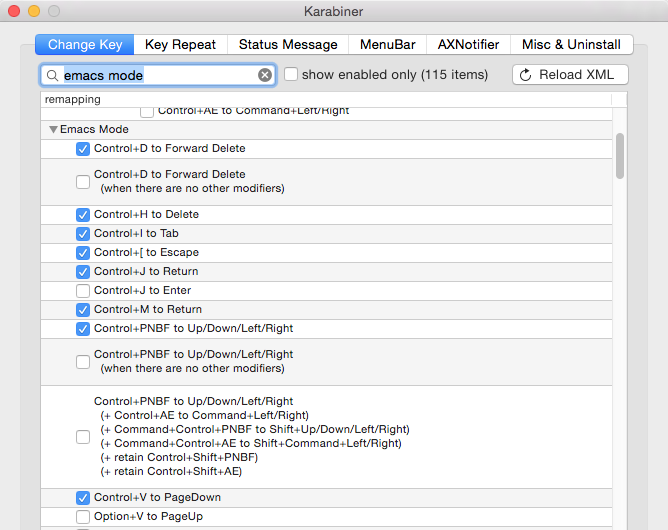 Karabiner
Change Key Key Repeat Status Message MenuBar AXNotifier Misc & Uninstall
emacs mode show enabled only (115 items) Reload XML
remapping
Control+AE to Command+Left/Right
Emacs Mode
Control+D to Forward Delete
Control+D to Forward Delete
(when there are no other modifiers)
Control+H to Delete
Control+I to Tab
Control+[ to Escape
Control+J to Return
Control+J to Enter
Control+M to Return
Control+PNBF to Up/Down/Left/Right
Control+PNBF to Up/Down/Left/Right
(when there are no other modifiers)
Control+PNBF to Up/Down/Left/Right
(+ Control+AE to Command+Left/Right)
(+ Command+Control+PNBF to Shift+Up/Down/Left/Right)
(+ Command+Control+AE to Shift+Command+Left/Right)
(+ retain Control+Shift+PNBF)
(+ retain Control+Shift+AE)
Control+V to PageDown
Option+V to PageUp